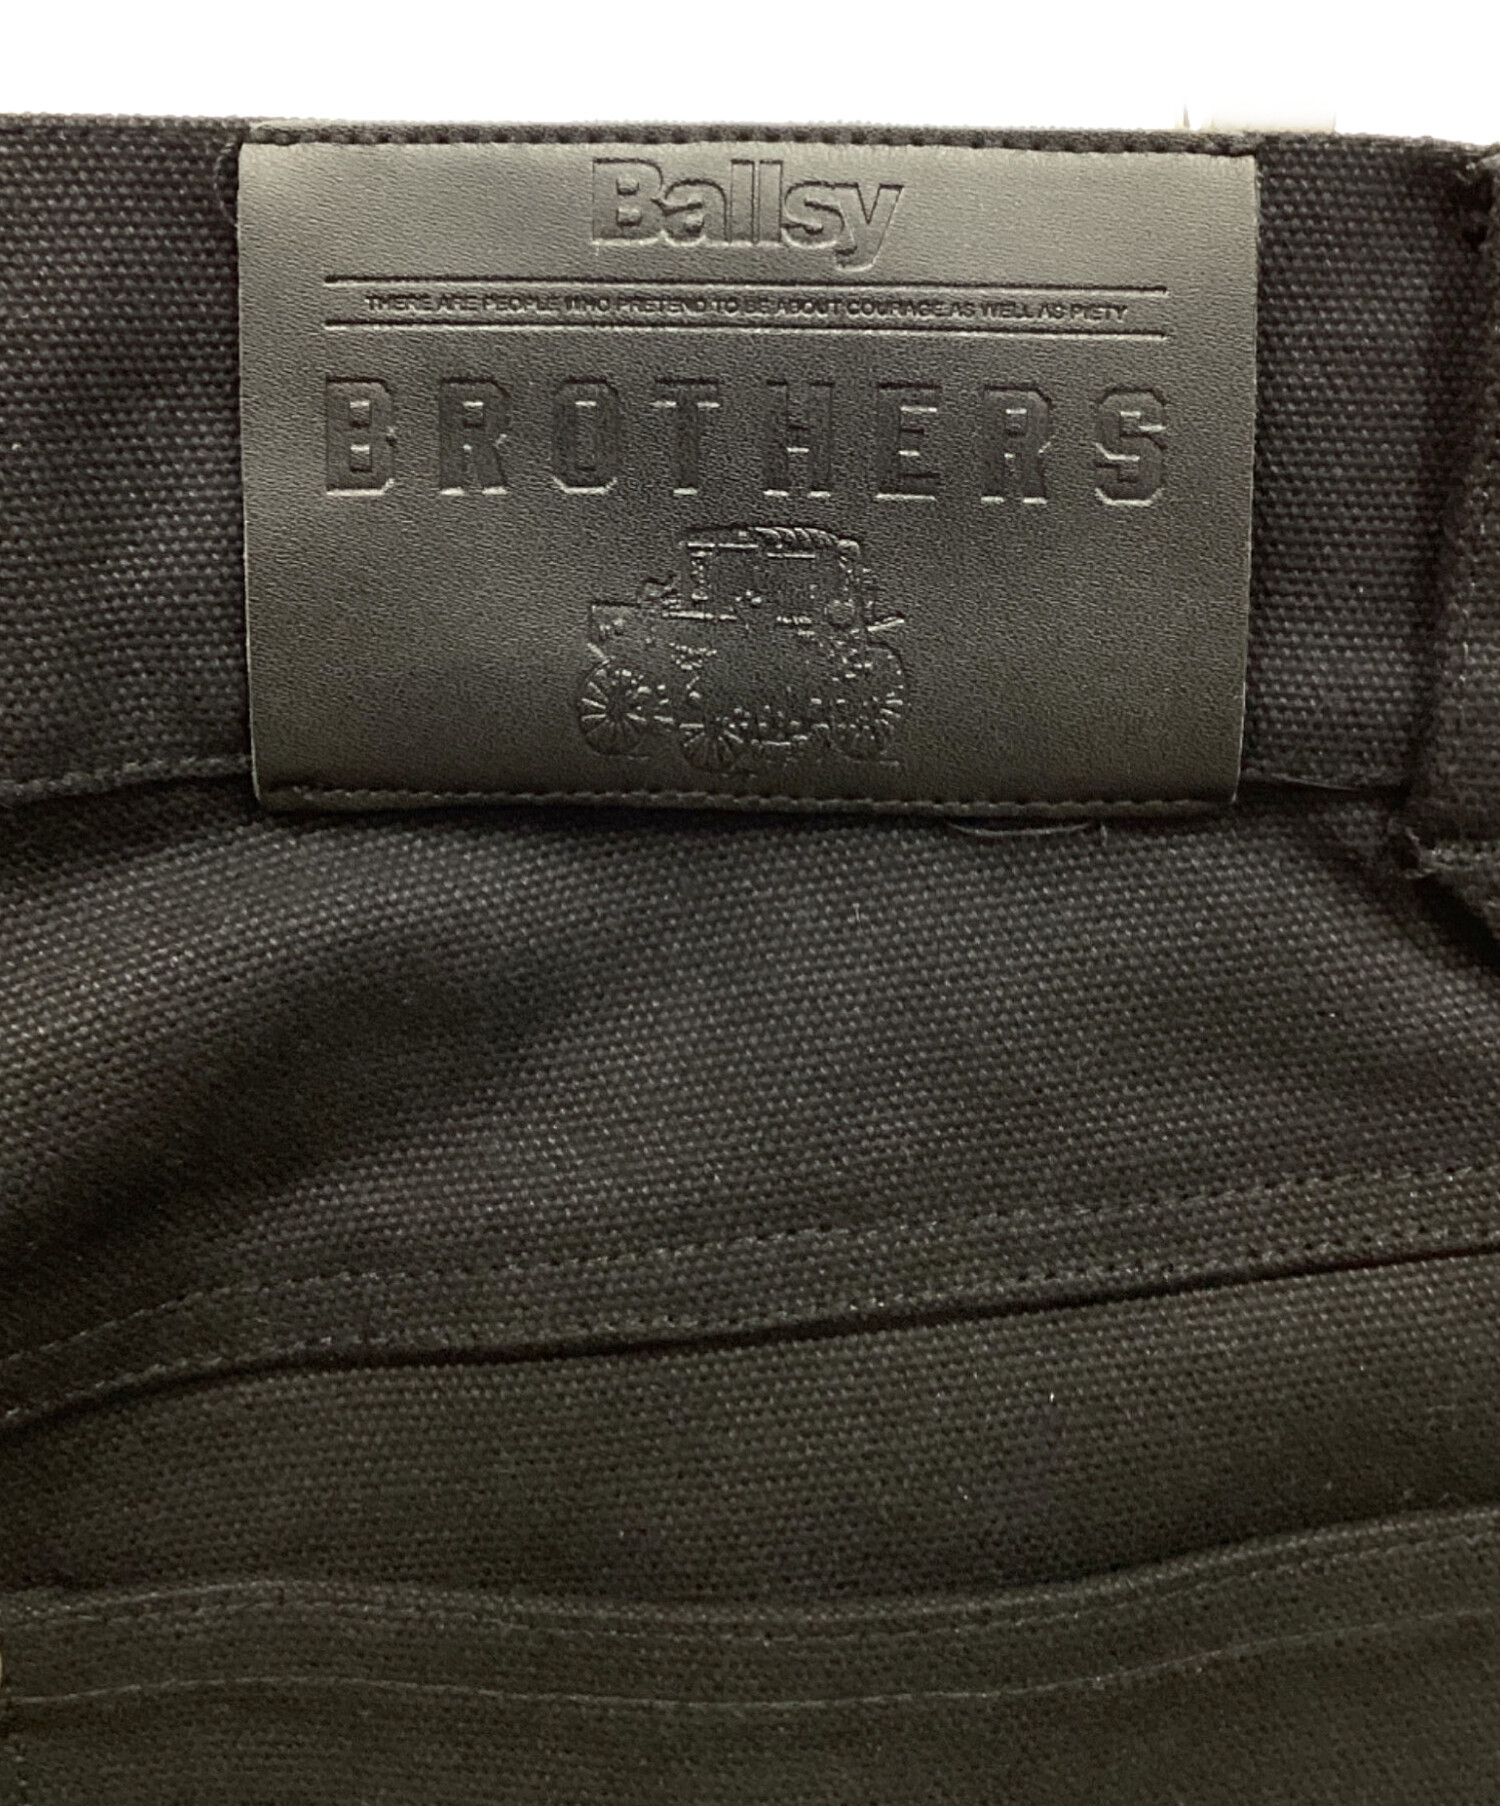 Ballsy
THERE ARE PEOPLE WHO PRETEND TO BE ABOUT COURAGE AS WELL AS PIETY
BROTHERS